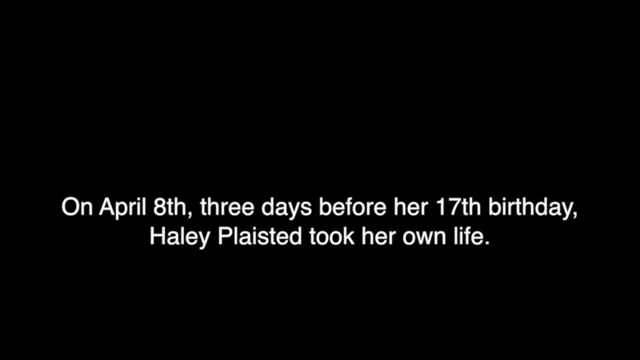 On April 8th, three days before her 17th birthday,
Haley Plaisted took her own life.